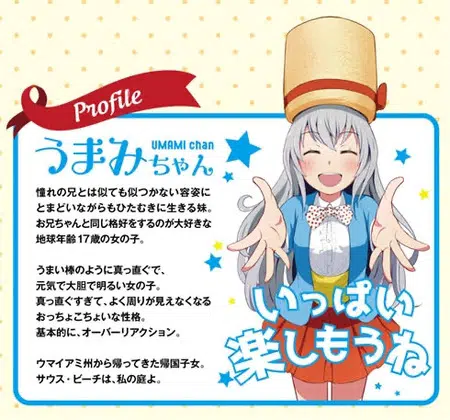 Profile
UMAMI chan
うまみちゃん
憧れの兄とは似ても似つかない容姿に
とまどいながらもひたむきに生きる妹。
お兄ちゃんと同じ格好をするのが大好きな
地球年齢17歳の女の子。
うまい棒のように真っ直ぐで、
元気で大胆で明るい女の子。
真っ直ぐすぎて、よく周りが見えなくなる
おっちょこちょいな性格。
基本的に、オーバーリアクション。
ウマイアミ州から帰ってきた帰国子女。
サウス・ビーチは、私の庭よ。
いっぱい
楽しもうね